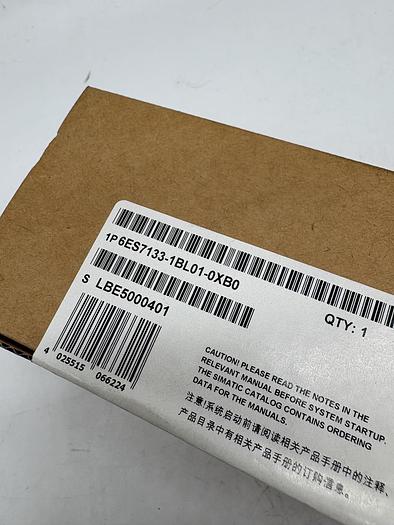 1P 6ES7133-1BL01-0XB0
S LBE5000401
QTY: 1
4 025515 066224
CAUTION! PLEASE READ THE NOTES IN THE
RELEVANT MANUAL BEFORE SYSTEM STARTUP.
THE SIMATIC CATALOG CONTAINS ORDERING
DATA FOR THE MANUALS.
注意!系统启动前请阅读相关产品手册中的注释、
产品目录中有相关产品手册的订购信息。